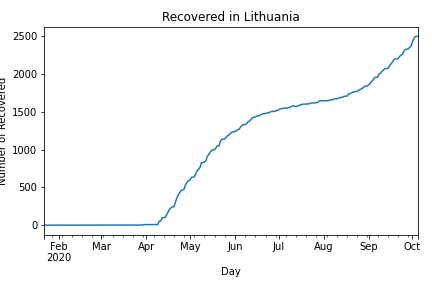 Recovered in Lithuania
Number of Recovered
2500
2000
1500
1000
500
0
Feb Mar Apr May Jun Jul Aug Sep Oct
2020
Day